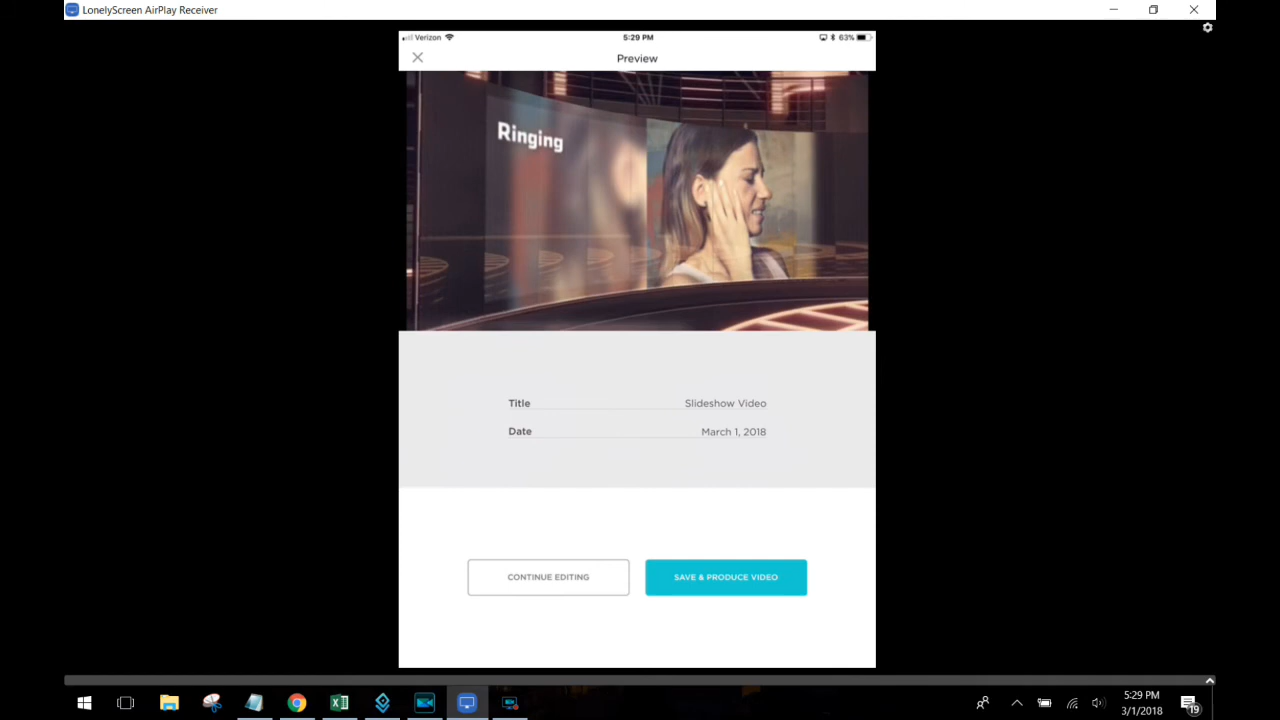 LonelyScreen AirPlay Receiver
Verizon 5:29 PM 63%
Preview
Ringing
Title Slideshow Video
Date March 1, 2018
CONTINUE EDITING SAVE & PRODUCE VIDEO
5:29 PM
3/1/2018
19